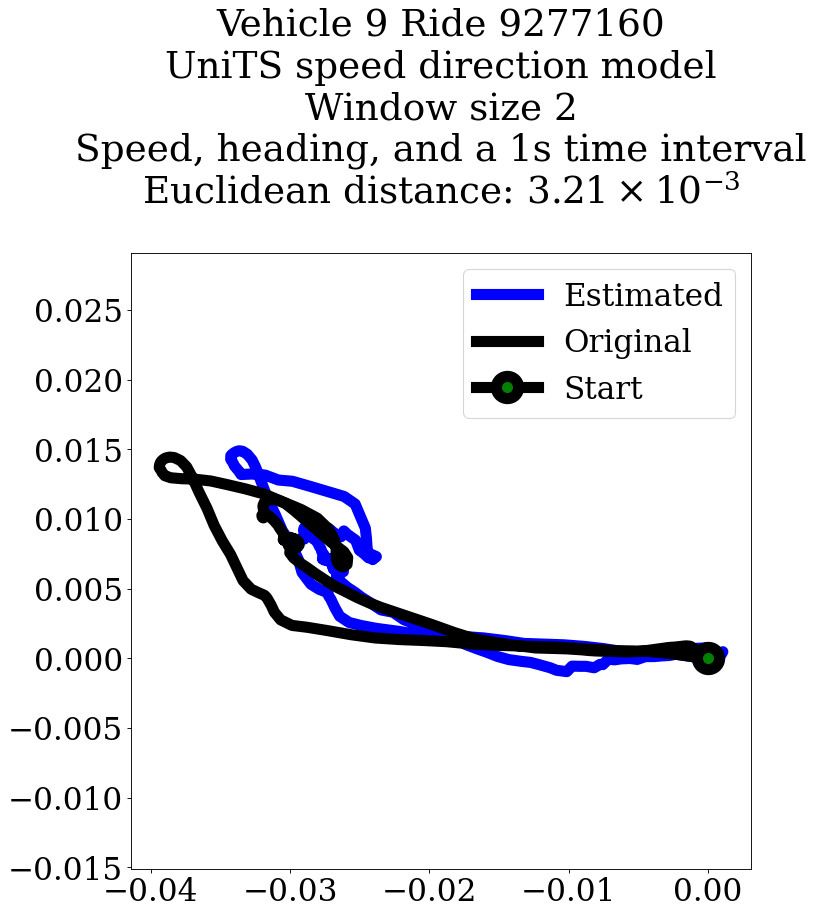 Vehicle 9 Ride 9277160
UniTS speed direction model
Window size 2
Speed, heading, and a 1s time interval
Euclidean distance: 3.21 × 10⁻³
Estimated
Original
Start
0.025
0.020
0.015
0.010
0.005
0.000
−0.005
−0.010
−0.015
−0.04 −0.03 −0.02 −0.01 0.00